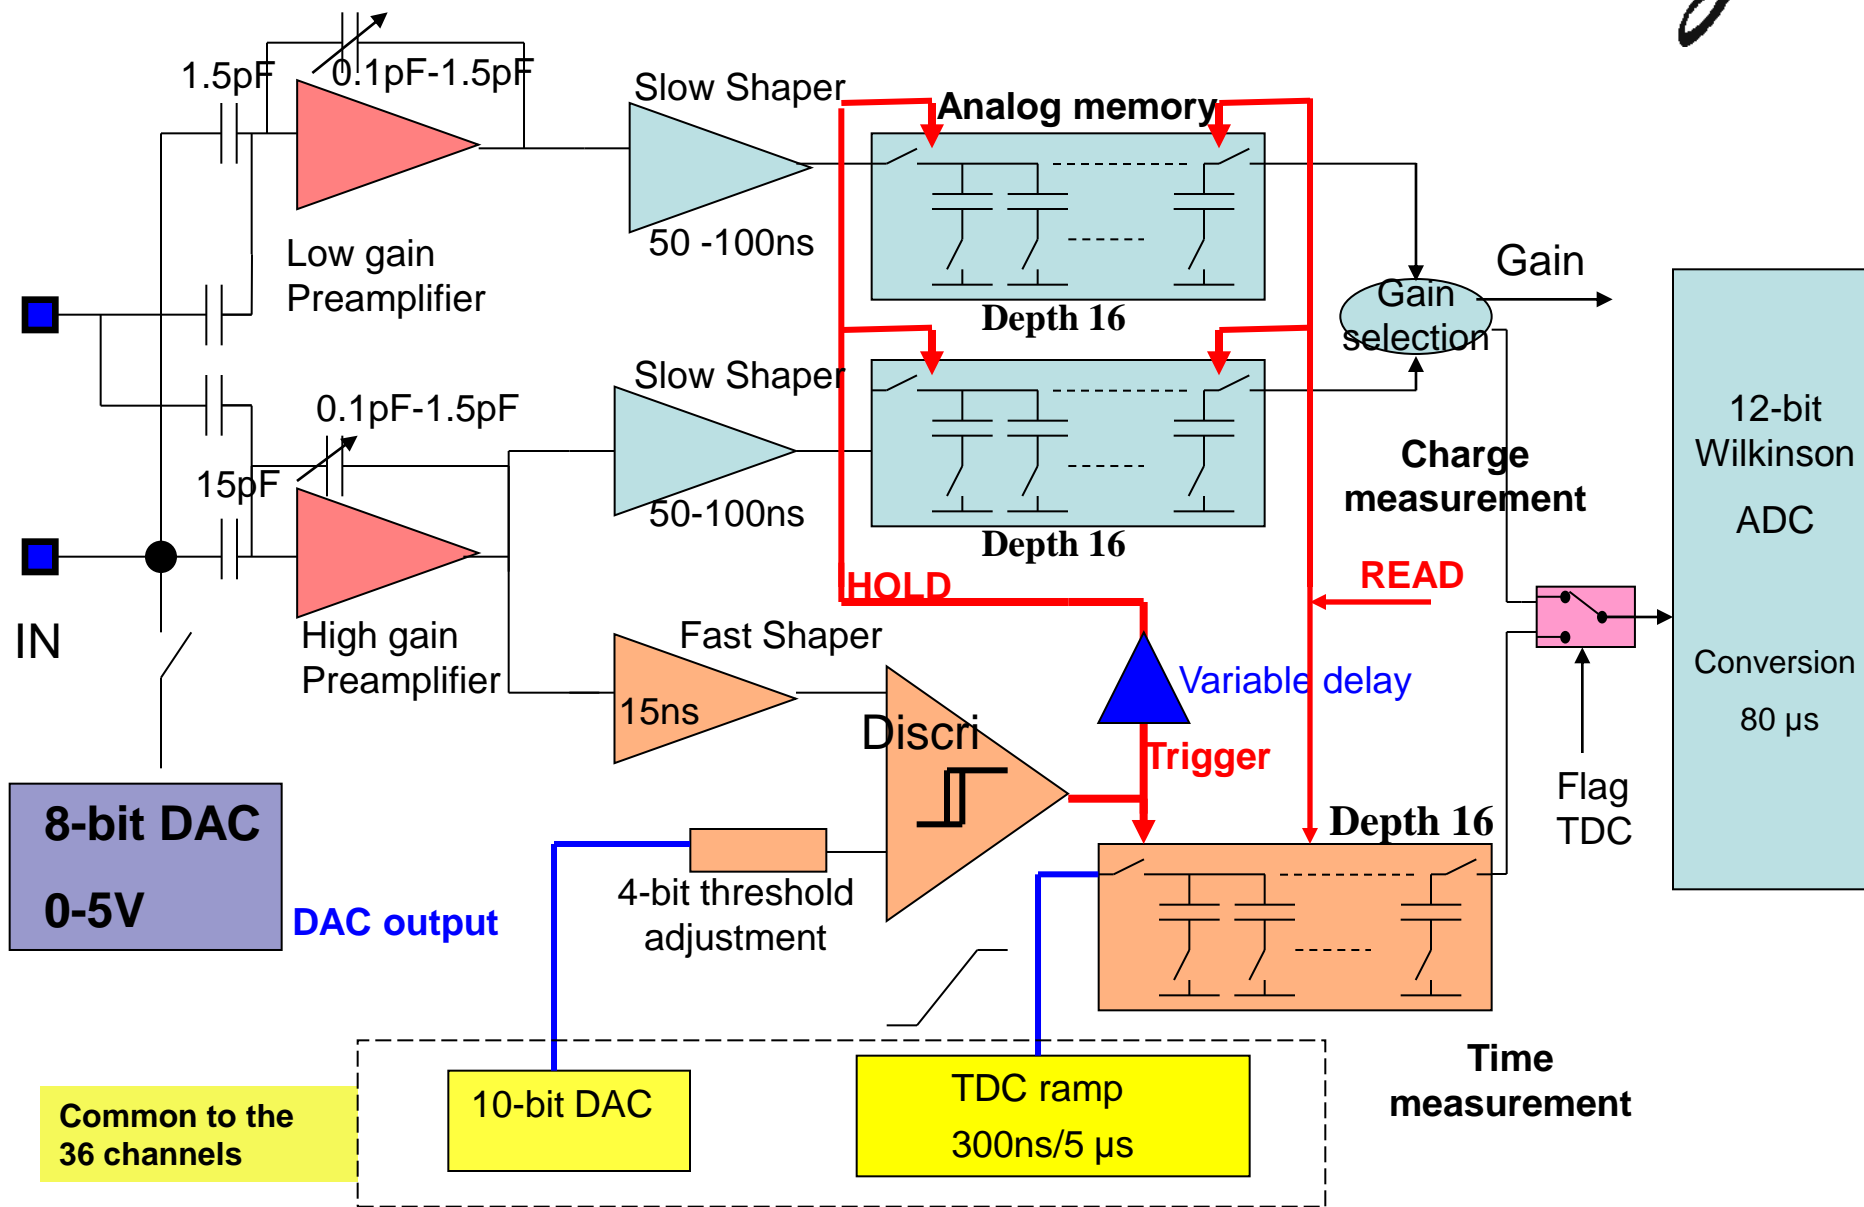 1.5pF
0.1pF-1.5pF
Slow Shaper
Analog memory
50 -100ns
Low gain
Preamplifier
Depth 16
Gain
Gain
selection
Slow Shaper
0.1pF-1.5pF
15pF
50-100ns
Depth 16
Charge
measurement
12-bit
Wilkinson
ADC
Conversion
80 µs
HOLD
READ
IN
High gain
Preamplifier
Fast Shaper
15ns
Discri
Variable delay
Trigger
Flag
TDC
Depth 16
8-bit DAC
0-5V
DAC output
4-bit threshold
adjustment
Time
measurement
Common to the
36 channels
10-bit DAC
TDC ramp
300ns/5 µs